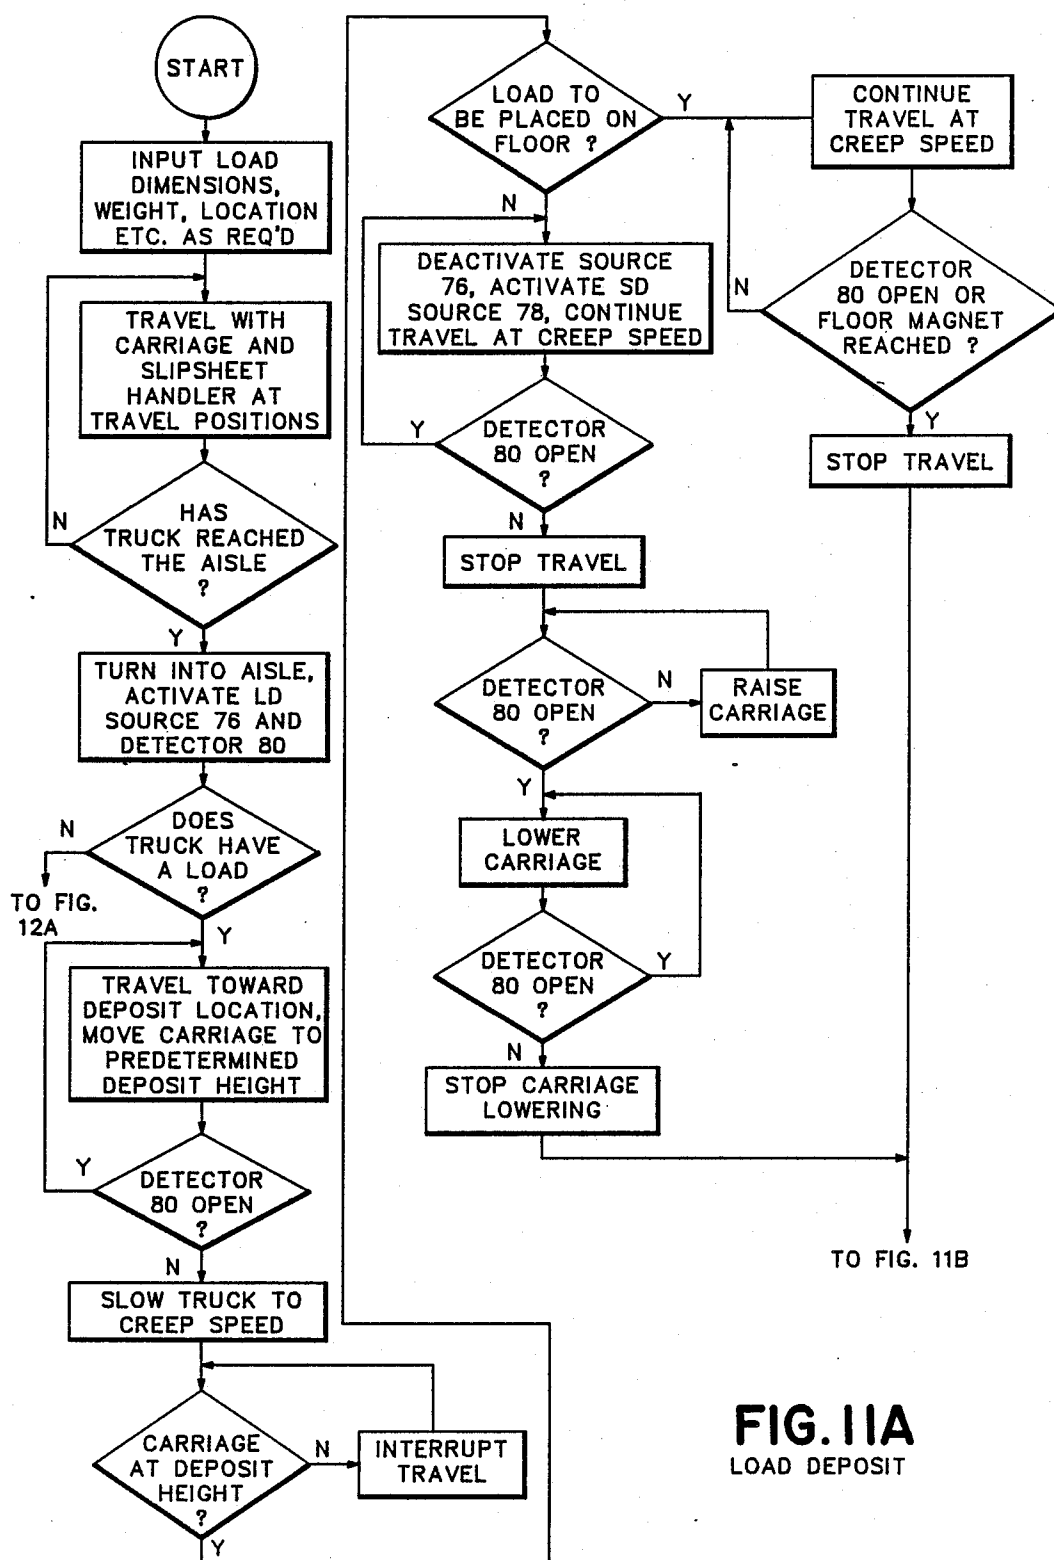 START
INPUT LOAD
DIMENSIONS,
WEIGHT, LOCATION
ETC. AS REQ'D
TRAVEL WITH
CARRIAGE AND
SLIPSHEET
HANDLER AT
TRAVEL POSITIONS
HAS
TRUCK REACHED
THE AISLE
?
N
Y
TURN INTO AISLE,
ACTIVATE LD
SOURCE 76 AND
DETECTOR 80
DOES
TRUCK HAVE
A LOAD
?
N
TO FIG.
12A
Y
TRAVEL TOWARD
DEPOSIT LOCATION,
MOVE CARRIAGE TO
PREDETERMINED
DEPOSIT HEIGHT
DETECTOR
80 OPEN
?
Y
N
SLOW TRUCK TO
CREEP SPEED
CARRIAGE
AT DEPOSIT
HEIGHT
?
N
INTERRUPT
TRAVEL
Y
LOAD TO
BE PLACED ON
FLOOR ?
Y
N
DEACTIVATE SOURCE
76, ACTIVATE SD
SOURCE 78, CONTINUE
TRAVEL AT CREEP SPEED
DETECTOR
80 OPEN
?
Y
N
STOP TRAVEL
DETECTOR
80 OPEN
?
N
RAISE
CARRIAGE
Y
LOWER
CARRIAGE
DETECTOR
80 OPEN
?
Y
N
STOP CARRIAGE
LOWERING
CONTINUE
TRAVEL AT
CREEP SPEED
DETECTOR
80 OPEN OR
FLOOR MAGNET
REACHED ?
N
Y
STOP TRAVEL
TO FIG. 11B
FIG. 11A
LOAD DEPOSIT